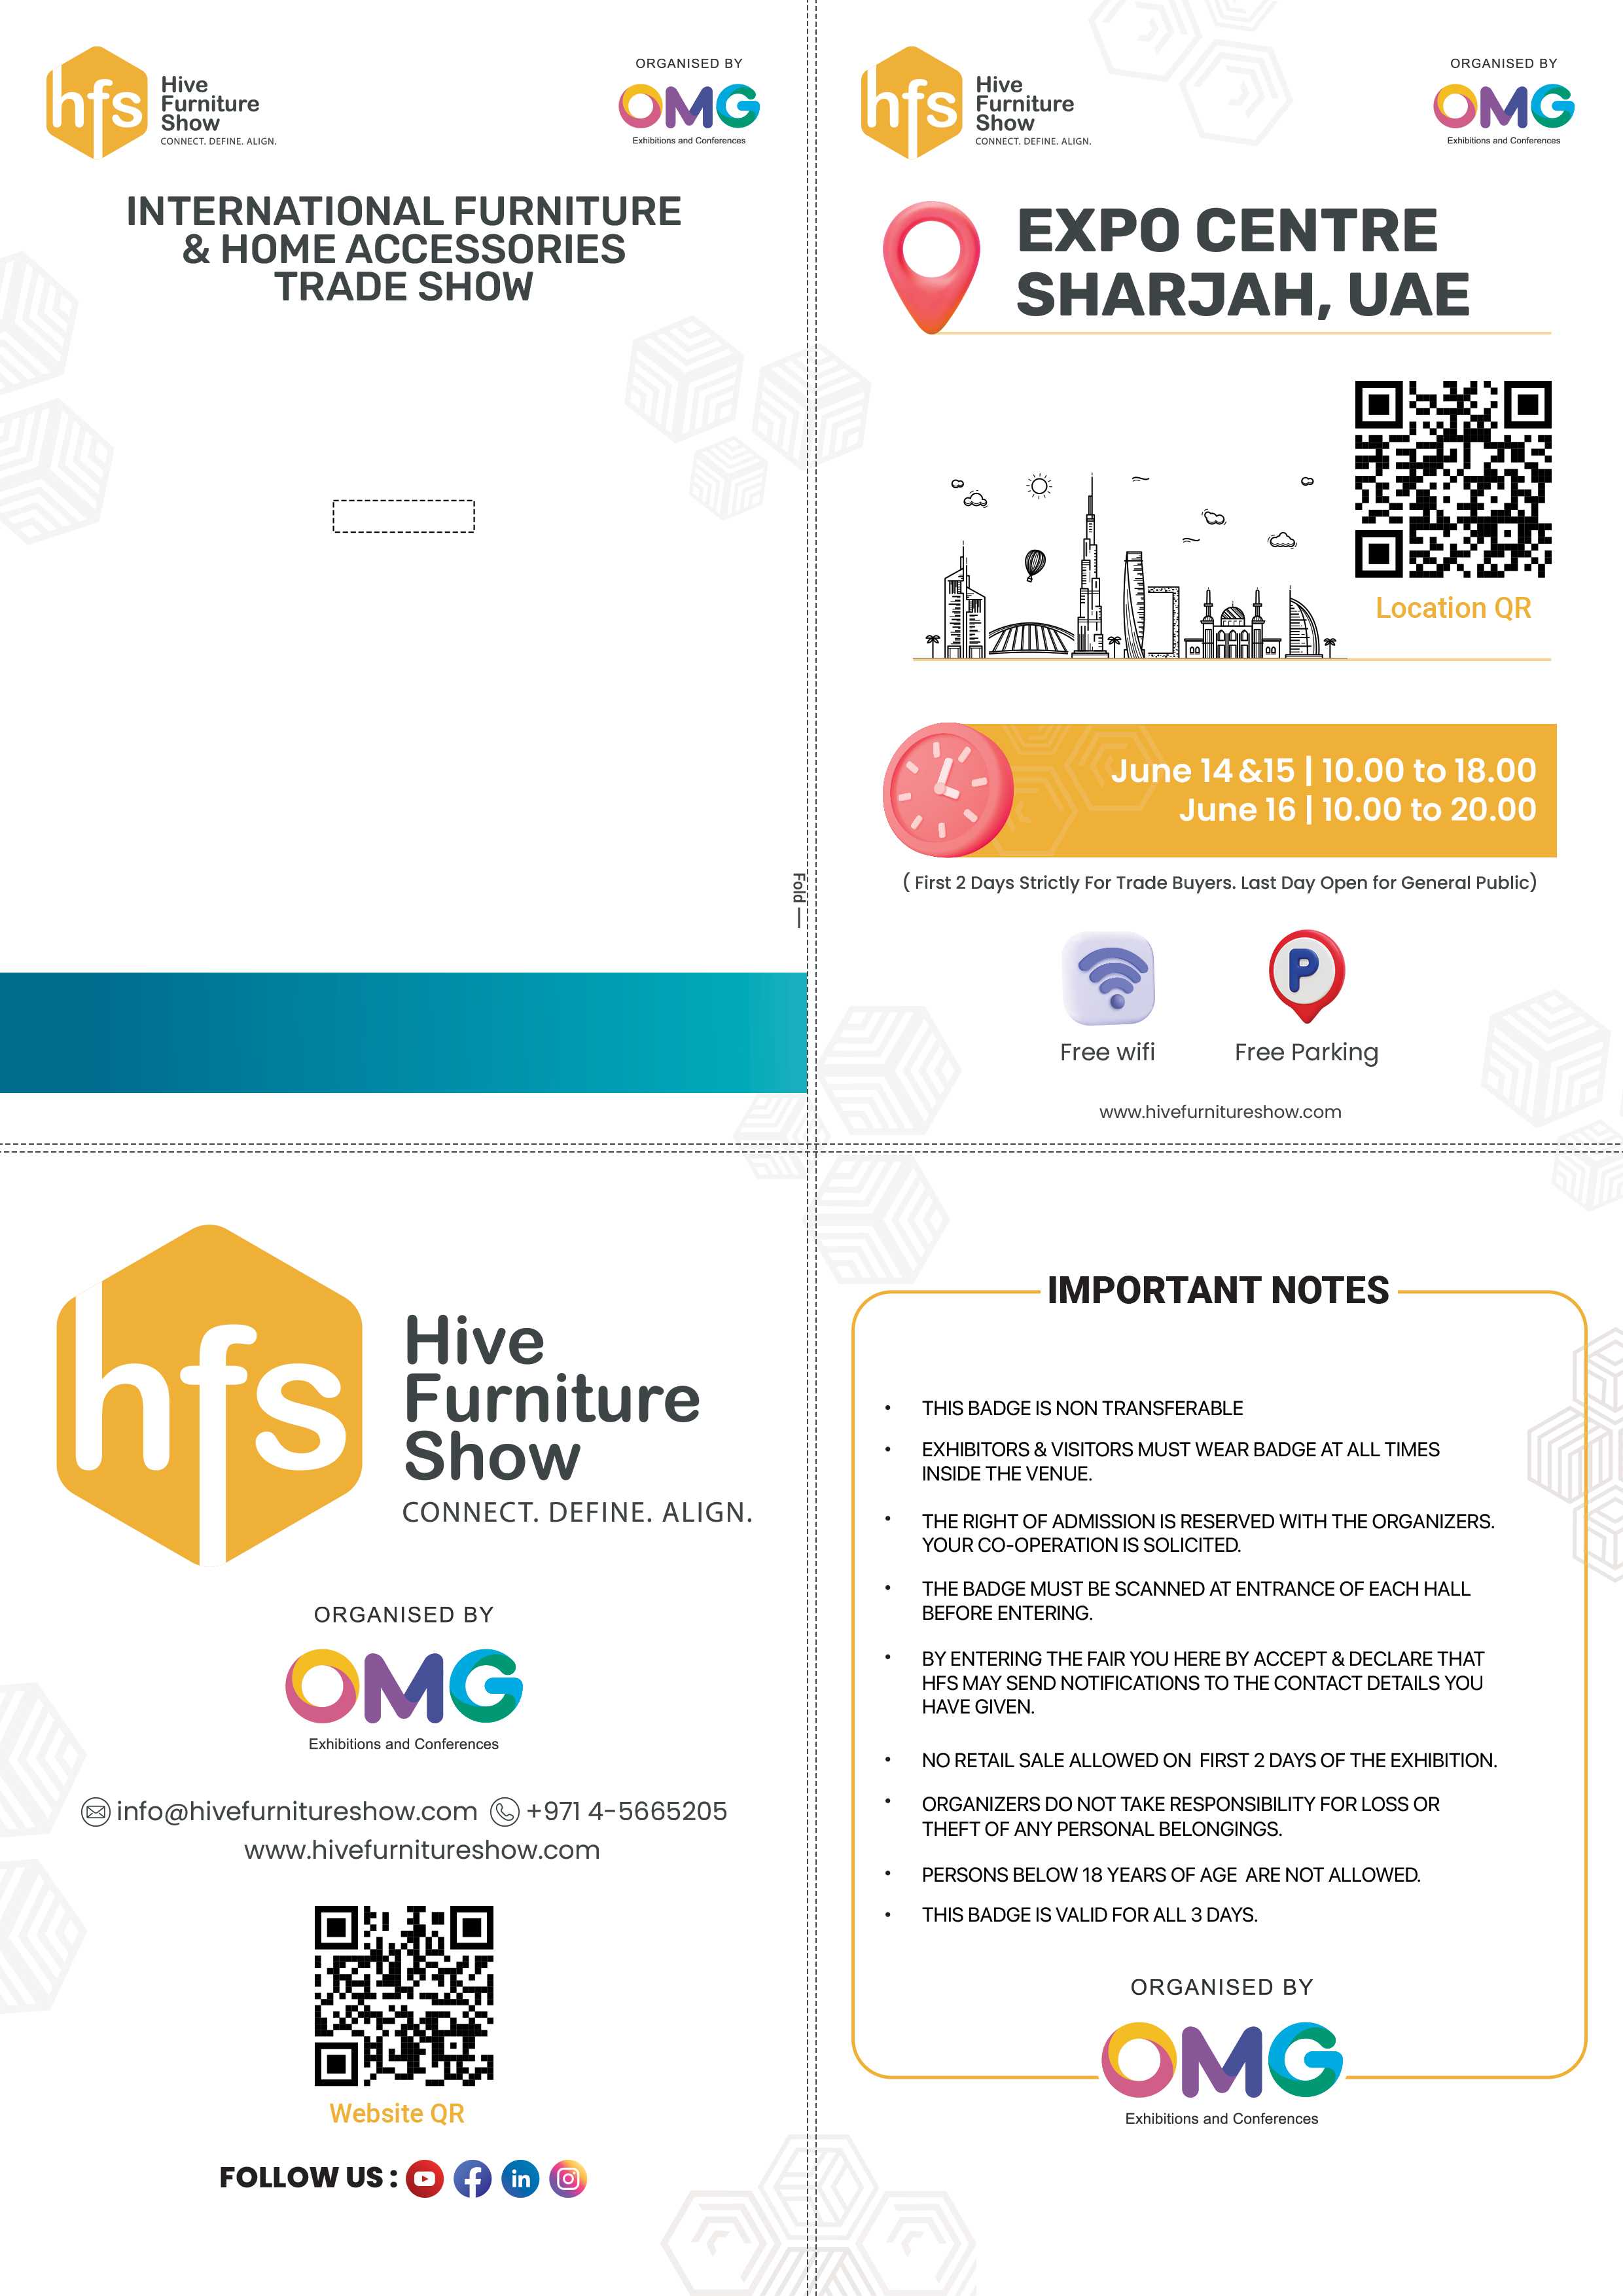 hfs
Hive
Furniture
Show
CONNECT. DEFINE. ALIGN.
ORGANISED BY
OMG
Exhibitions and Conferences
INTERNATIONAL FURNITURE
& HOME ACCESSORIES
TRADE SHOW
Fold
hfs
Hive
Furniture
Show
CONNECT. DEFINE. ALIGN.
ORGANISED BY
OMG
Exhibitions and Conferences
EXPO CENTRE
SHARJAH, UAE
Location QR
June 14 &15 | 10.00 to 18.00
June 16 | 10.00 to 20.00
( First 2 Days Strictly For Trade Buyers. Last Day Open for General Public)
P
Free wifi
Free Parking
www.hivefurnitureshow.com
hfs
Hive
Furniture
Show
CONNECT. DEFINE. ALIGN.
ORGANISED BY
OMG
Exhibitions and Conferences
info@hivefurnitureshow.com +971 4-5665205
www.hivefurnitureshow.com
Website QR
FOLLOW US :
IMPORTANT NOTES
• THIS BADGE IS NON TRANSFERABLE
• EXHIBITORS & VISITORS MUST WEAR BADGE AT ALL TIMES
INSIDE THE VENUE.
• THE RIGHT OF ADMISSION IS RESERVED WITH THE ORGANIZERS.
YOUR CO-OPERATION IS SOLICITED.
• THE BADGE MUST BE SCANNED AT ENTRANCE OF EACH HALL
BEFORE ENTERING.
• BY ENTERING THE FAIR YOU HERE BY ACCEPT & DECLARE THAT
HFS MAY SEND NOTIFICATIONS TO THE CONTACT DETAILS YOU
HAVE GIVEN.
• NO RETAIL SALE ALLOWED ON FIRST 2 DAYS OF THE EXHIBITION.
• ORGANIZERS DO NOT TAKE RESPONSIBILITY FOR LOSS OR
THEFT OF ANY PERSONAL BELONGINGS.
• PERSONS BELOW 18 YEARS OF AGE ARE NOT ALLOWED.
• THIS BADGE IS VALID FOR ALL 3 DAYS.
ORGANISED BY
OMG
Exhibitions and Conferences